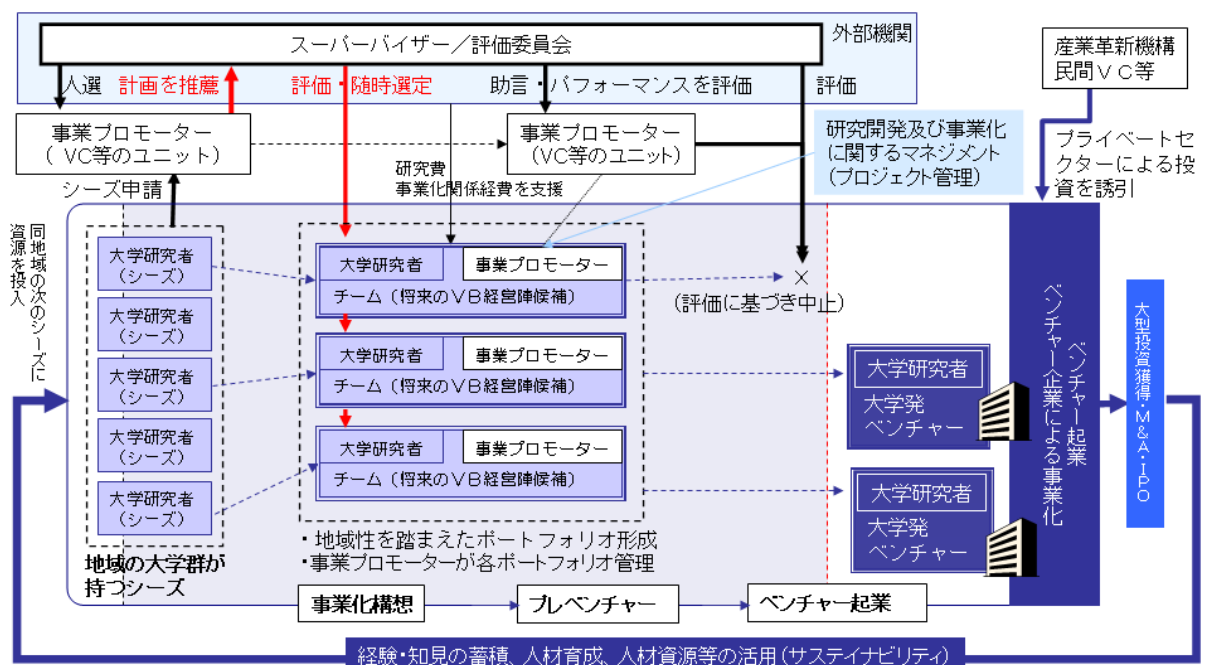 外部機関
スーパーバイザー／評価委員会
人選
計画を推薦
評価・随時選定
助言・パフォーマンスを評価
評価
産業革新機構
民間ＶＣ等
事業プロモーター
（ VC等のユニット）
事業プロモーター
（VC等のユニット）
研究開発及び事業化
に関するマネジメント
（プロジェクト管理）
プライベートセ
クターによる投
資を誘引
シーズ申請
研究費
事業化関係経費を支援
同地域の次のシーズに
資源を投入
大学研究者
（シーズ）
大学研究者
（シーズ）
大学研究者
（シーズ）
大学研究者
（シーズ）
大学研究者
（シーズ）
大学研究者
事業プロモーター
チーム（将来のＶＢ経営陣候補）
大学研究者
事業プロモーター
チーム（将来のＶＢ経営陣候補）
大学研究者
事業プロモーター
チーム（将来のＶＢ経営陣候補）
×
（評価に基づき中止）
大学研究者
大学発
ベンチャー
大学研究者
大学発
ベンチャー
ベンチャー起業
ベンチャー企業による事業化
大型投資獲得・Ｍ＆Ａ・ＩＰＯ
地域の大学群が
持つシーズ
・地域性を踏まえたポートフォリオ形成
・事業プロモーターが各ポートフォリオ管理
事業化構想
プレベンチャー
ベンチャー起業
経験・知見の蓄積、人材育成、人材資源等の活用（サステイナビリティ）